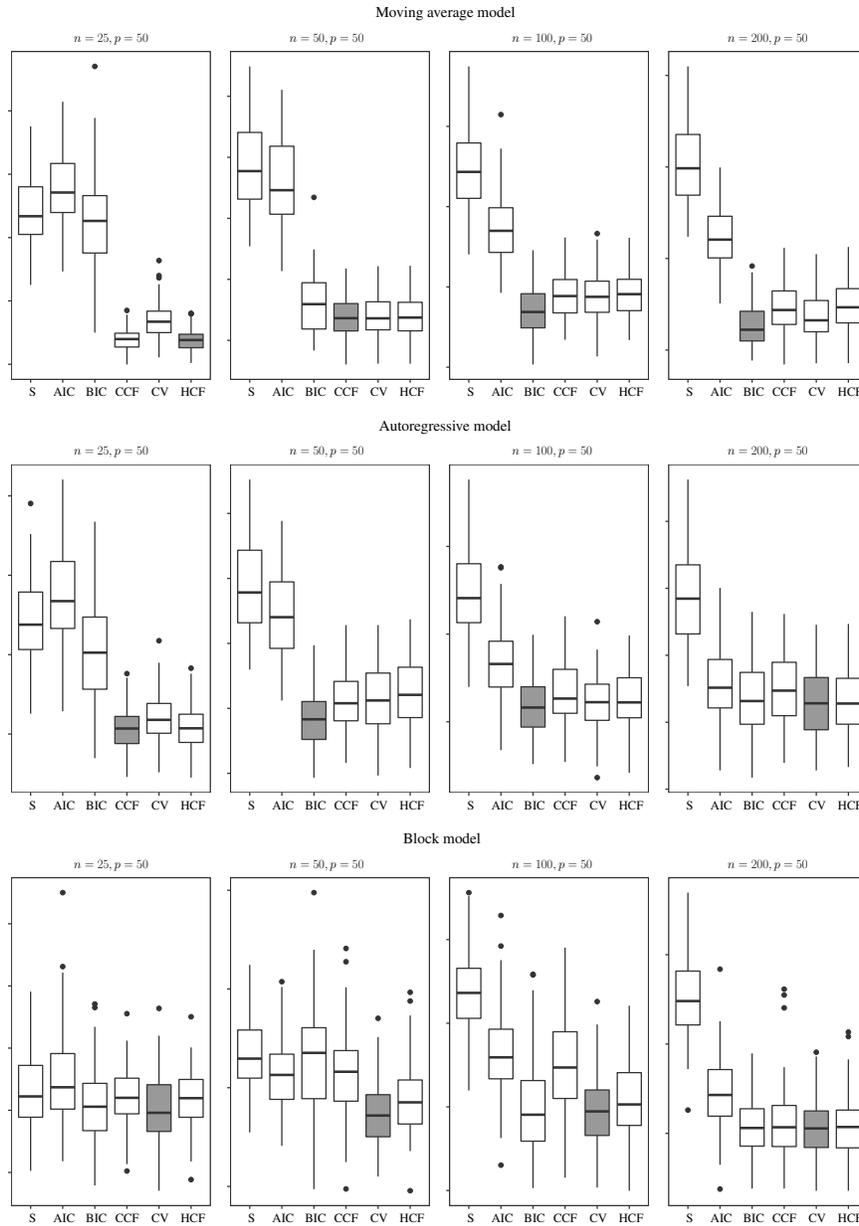 Moving average model
n = 25, p = 50 n = 50, p = 50 n = 100, p = 50 n = 200, p = 50
S AIC BIC CCF CV HCF S AIC BIC CCF CV HCF S AIC BIC CCF CV HCF S AIC BIC CCF CV HCF
Autoregressive model
n = 25, p = 50 n = 50, p = 50 n = 100, p = 50 n = 200, p = 50
S AIC BIC CCF CV HCF S AIC BIC CCF CV HCF S AIC BIC CCF CV HCF S AIC BIC CCF CV HCF
Block model
n = 25, p = 50 n = 50, p = 50 n = 100, p = 50 n = 200, p = 50
S AIC BIC CCF CV HCF S AIC BIC CCF CV HCF S AIC BIC CCF CV HCF S AIC BIC CCF CV HCF